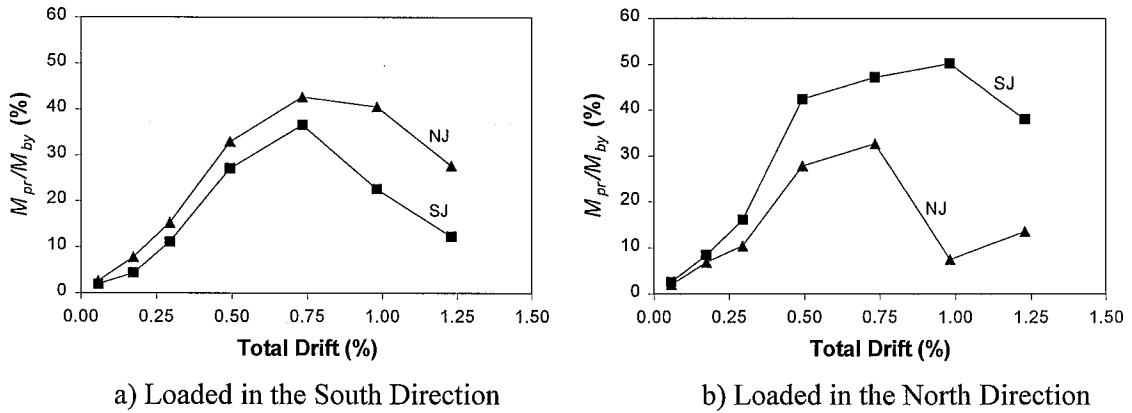 60
50
40
30
20
10
0
M_pr/M_by (%)
NJ
SJ
0.00 0.25 0.50 0.75 1.00 1.25 1.50
Total Drift (%)
a) Loaded in the South Direction
60
50
40
30
20
10
0
M_pr/M_by (%)
SJ
NJ
0.00 0.25 0.50 0.75 1.00 1.25 1.50
Total Drift (%)
b) Loaded in the North Direction